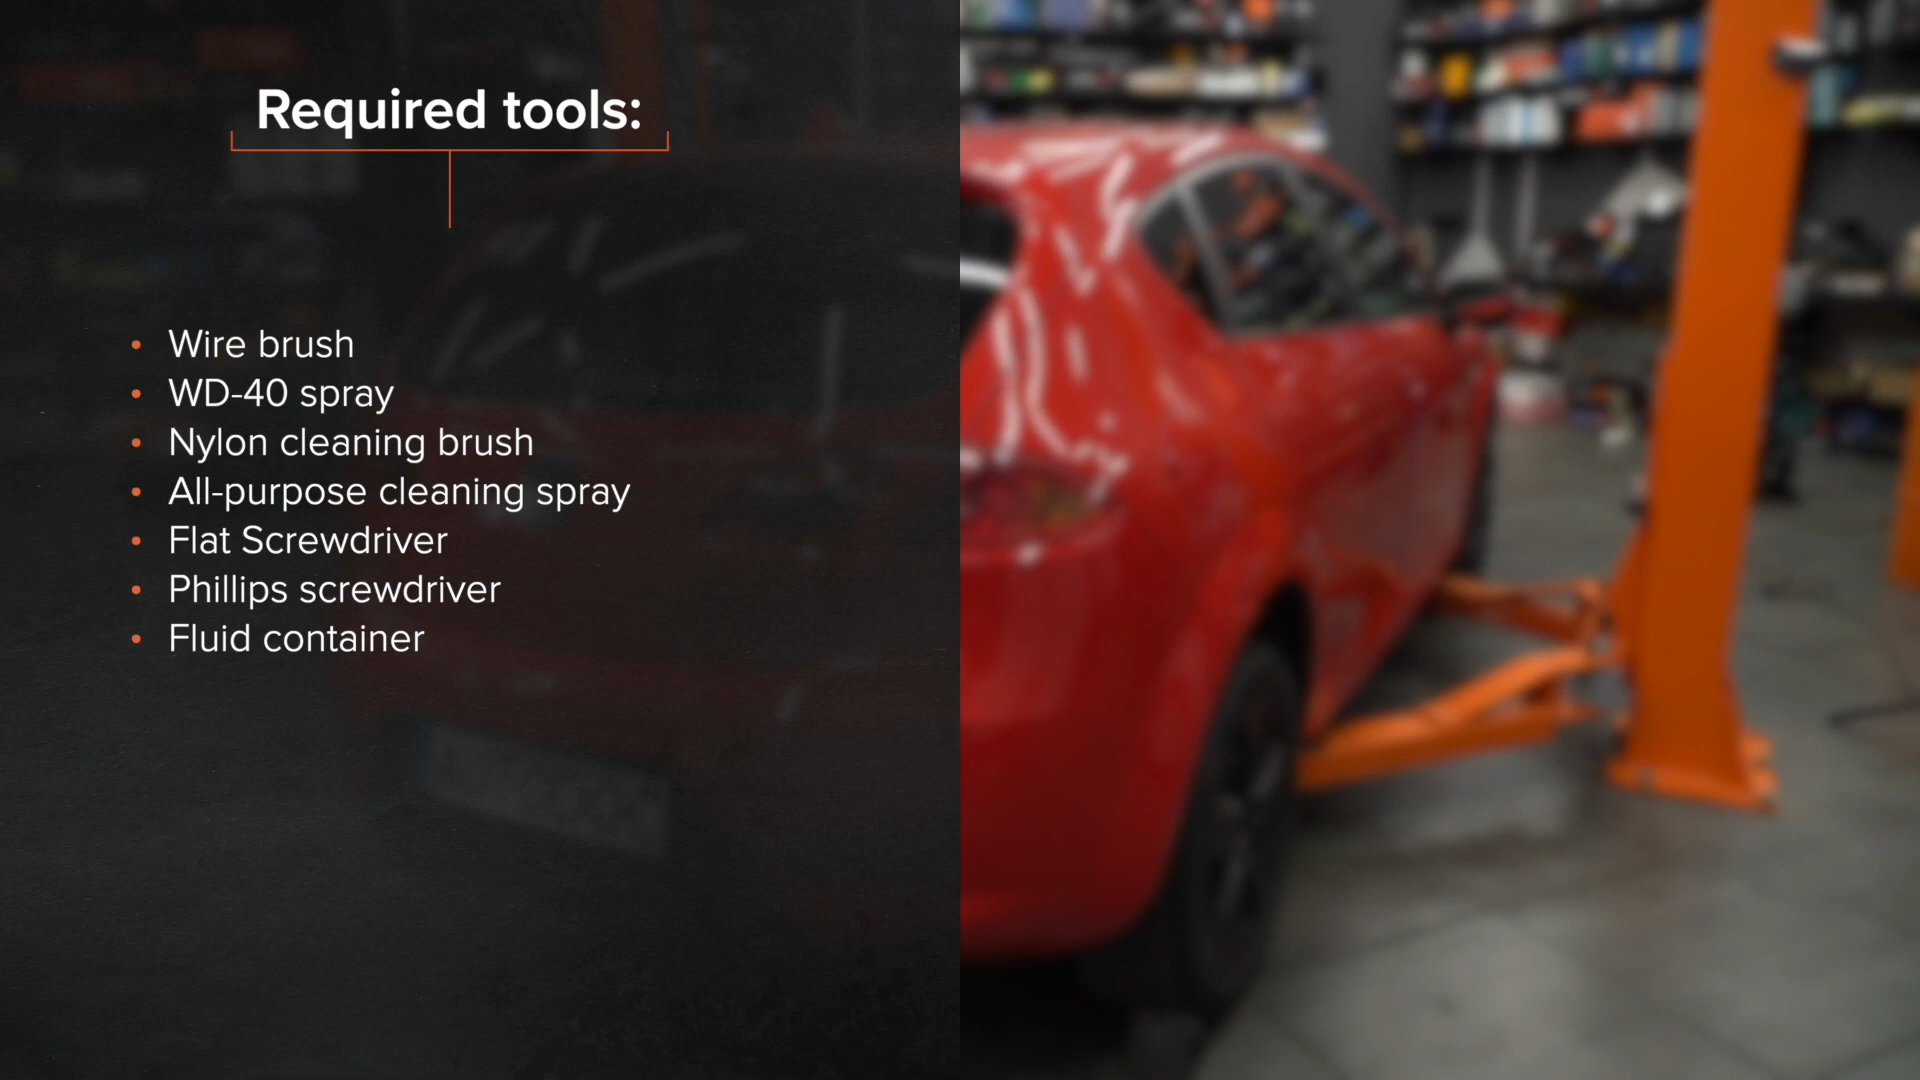 Required tools:
Wire brush
WD-40 spray
Nylon cleaning brush
All-purpose cleaning spray
Flat Screwdriver
Phillips screwdriver
Fluid container